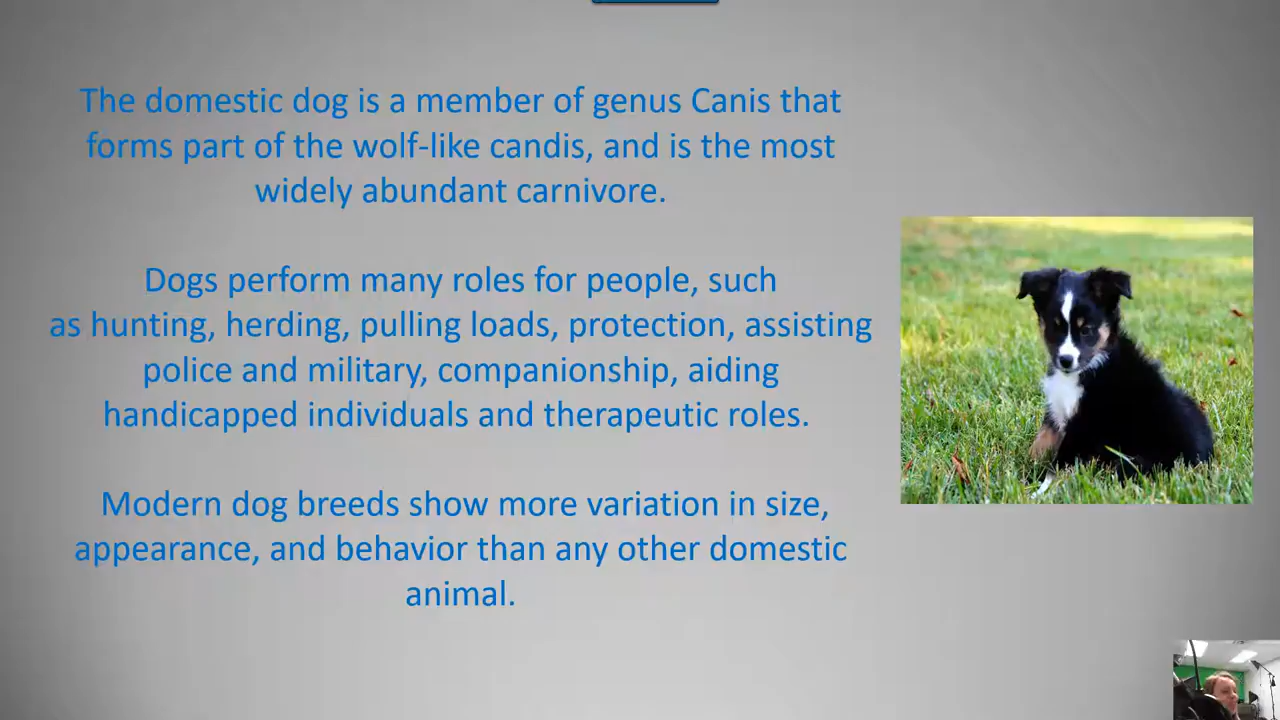 The domestic dog is a member of genus Canis that
forms part of the wolf-like candis, and is the most
widely abundant carnivore.
Dogs perform many roles for people, such
as hunting, herding, pulling loads, protection, assisting
police and military, companionship, aiding
handicapped individuals and therapeutic roles.
Modern dog breeds show more variation in size,
appearance, and behavior than any other domestic
animal.